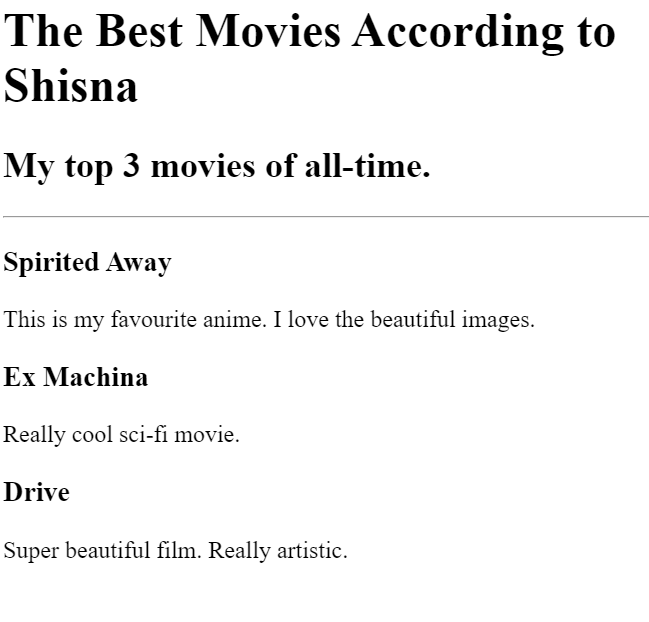 The Best Movies According to
Shisna
My top 3 movies of all-time.
Spirited Away
This is my favourite anime. I love the beautiful images.
Ex Machina
Really cool sci-fi movie.
Drive
Super beautiful film. Really artistic.